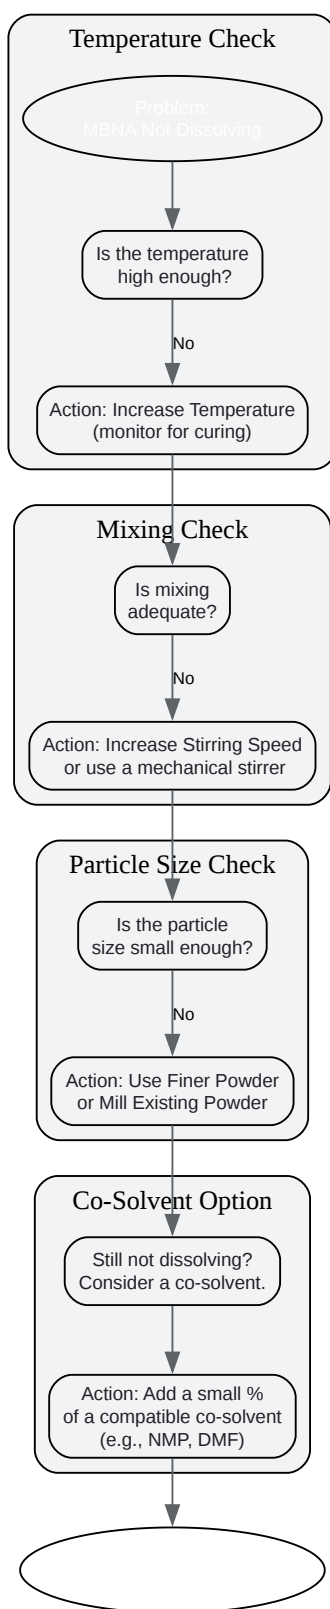 Temperature Check
Problem:
MBNA Not Dissolving
Is the temperature
high enough?
No
Action: Increase Temperature
(monitor for curing)
Mixing Check
Is mixing
adequate?
No
Action: Increase Stirring Speed
or use a mechanical stirrer
Particle Size Check
Is the particle
size small enough?
No
Action: Use Finer Powder
or Mill Existing Powder
Co-Solvent Option
Still not dissolving?
Consider a co-solvent.
Action: Add a small %
of a compatible co-solvent
(e.g., NMP, DMF)